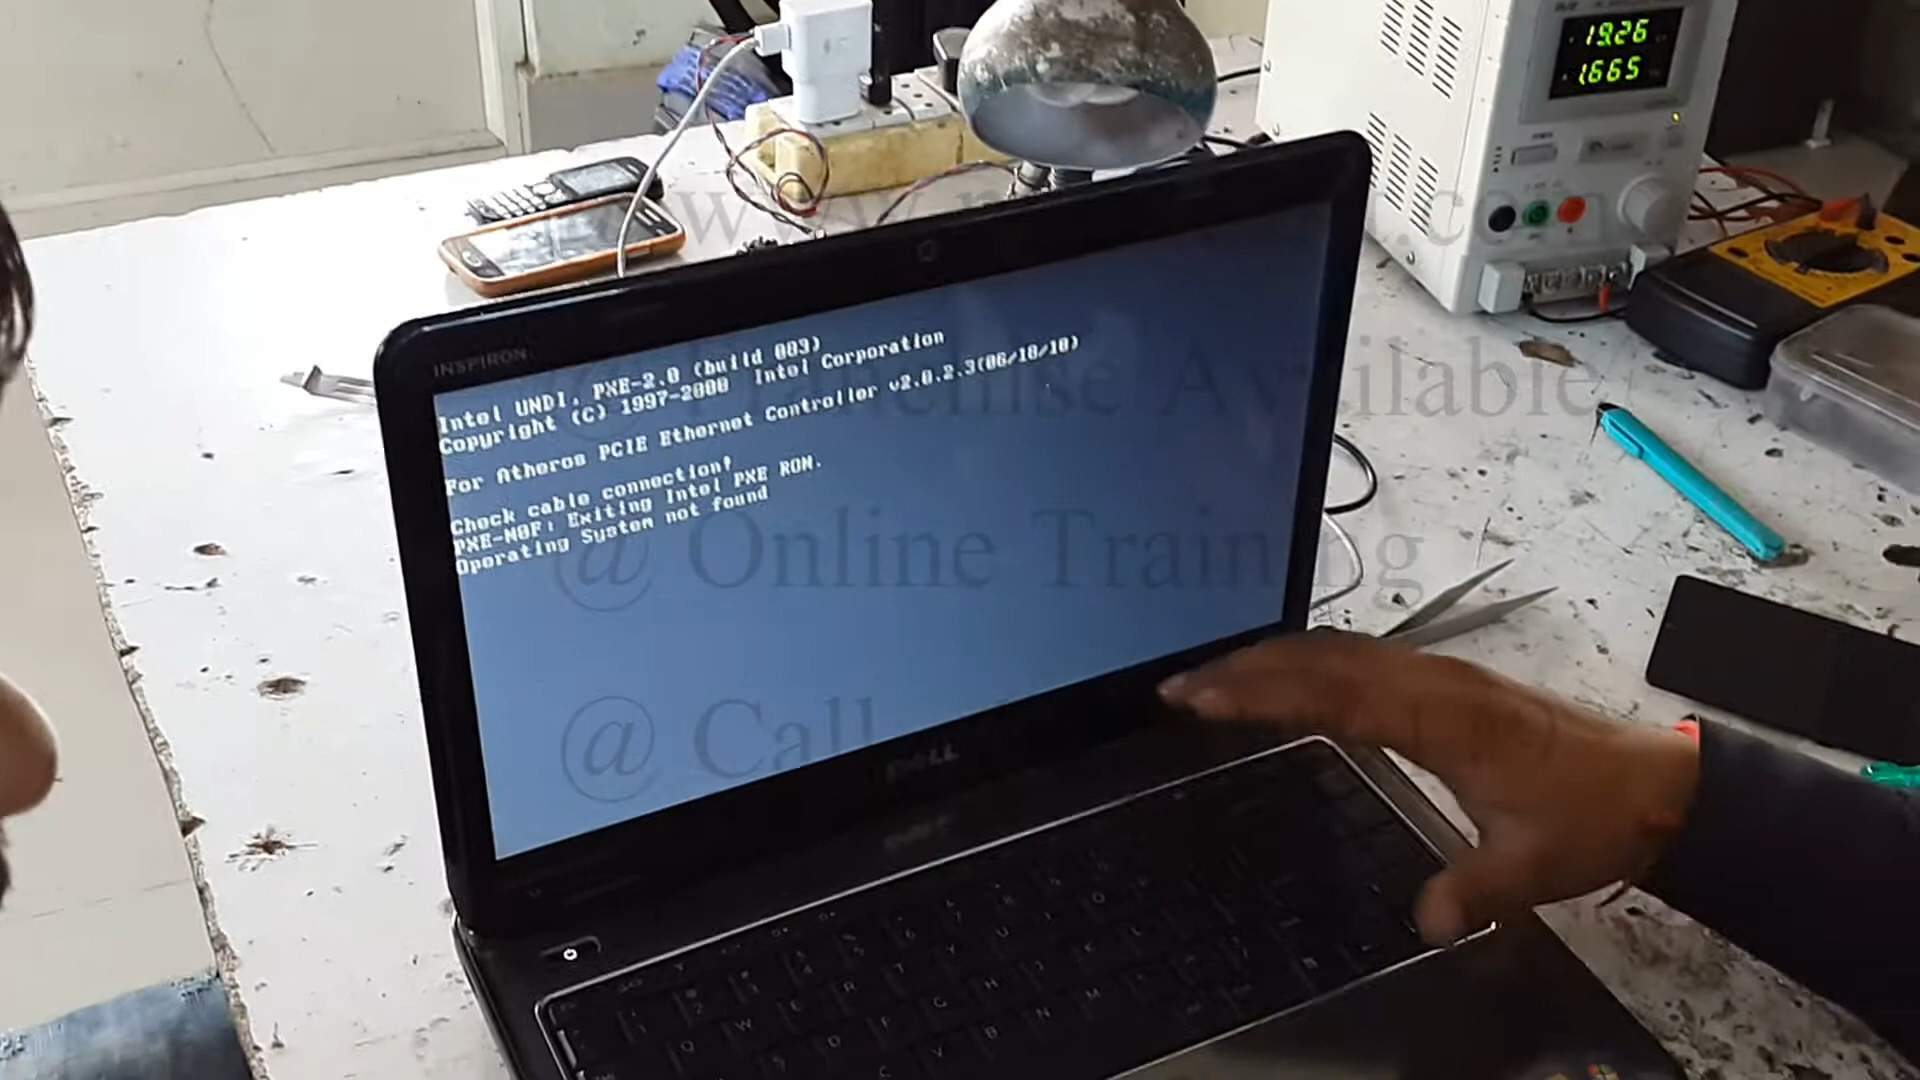 19.26
1.665
INSPIRON
Intel UNDI, PXE-2.0 (build 083)
Copyright (C) 1997-2000 Intel Corporation
For Atheros PCIE Ethernet Controller v2.0.2.3(06/18/10)
Check cable connection!
PXE-M0F: Exiting Intel PXE ROM.
Operating System not found
@ Online Training
@ Call
DELL